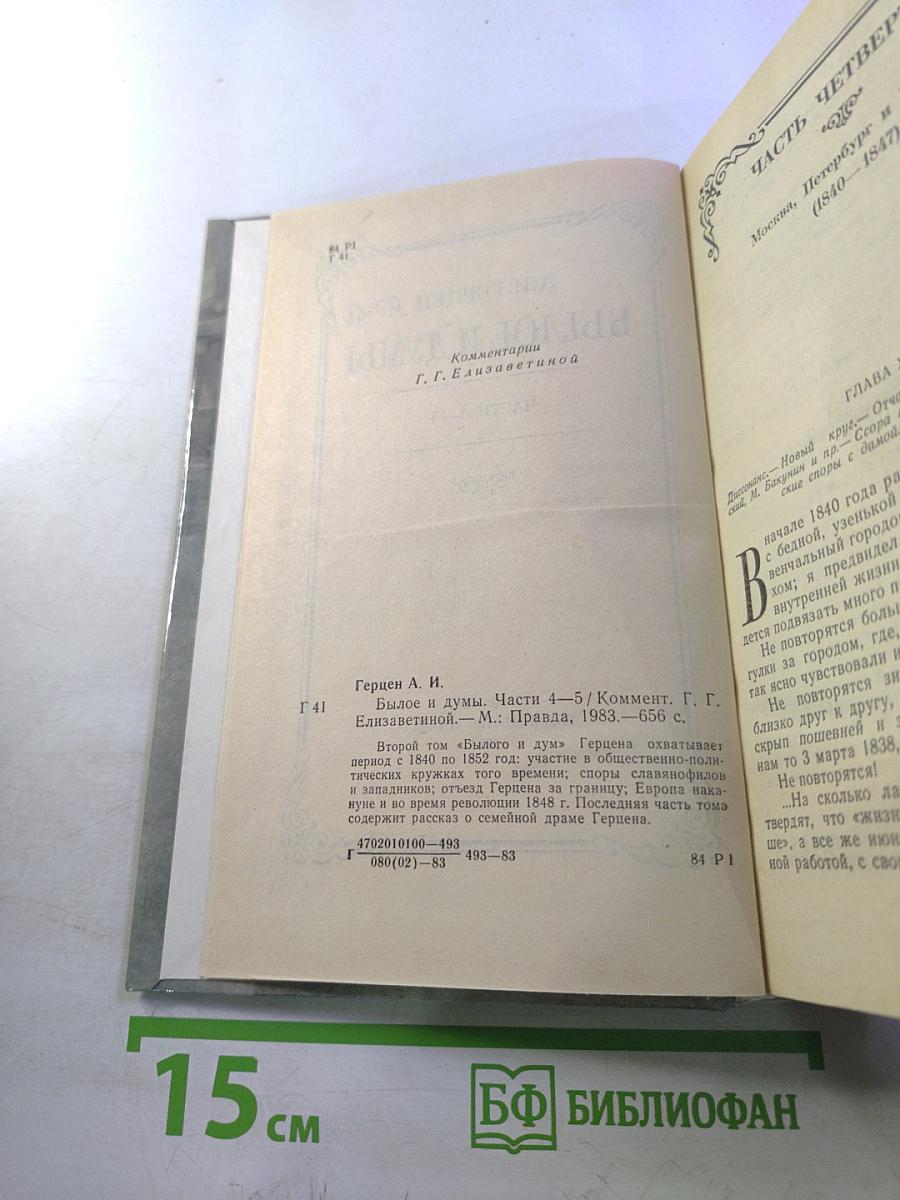 84 Р1
Г 41
Комментарии
Г. Г. Елизаветиной
Герцен А. И.
Г 41
Былое и думы. Части 4—5 / Коммент. Г. Г.
Елизаветиной.— М.: Правда, 1983.—656 с.
Второй том «Былого и дум» Герцена охватывает
период с 1840 по 1852 год: участие в общественно-поли-
тических кружках того времени; споры славянофилов
и западников; отъезд Герцена за границу; Европа нака-
нуне и во время революции 1848 г. Последняя часть тома
содержит рассказ о семейной драме Герцена.
Г 4702010100—493
080(02)—83
493—83
84 Р1
ЧАСТЬ ЧЕТВЕР
Москва, Петербург и
(1840—1847)
ГЛАВА X
Диссонанс.— Новый круг.— Отча
ский, М. Бакунин и пр.— Ссора с
ские споры с дамой.
В начале 1840 года ра
с бедной, узенькой
венчальный городо
хом; я предвидел,
внутренней жизни
дется подвязать много п
Не повторятся боль
гулки за городом, где,
так ясно чувствовали и
Не повторятся зи
близко друг к другу,
скрып пошевней и з
нам то 3 марта 1838,
Не повторятся!
...На сколько ла
твердят, что «жизн
ше», а все же июн
ной работой, с сво
15 см
БФ БИБЛИОФАН